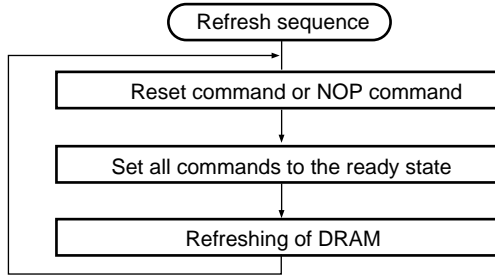 Refresh sequence
Reset command or NOP command
Set all commands to the ready state
Refreshing of DRAM